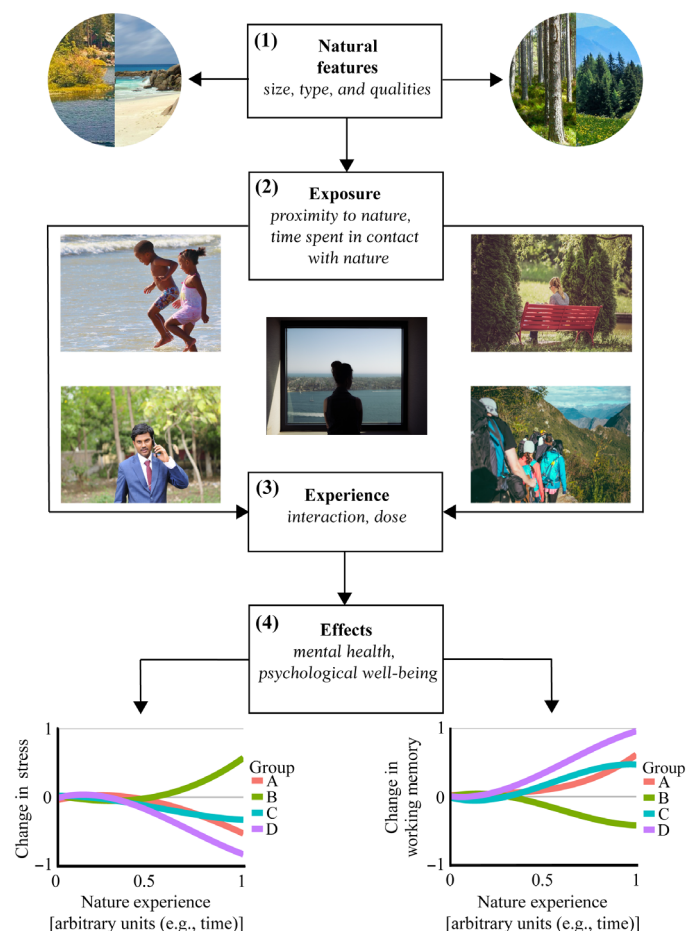 (1) Natural
features
size, type, and qualities
(2)
Exposure
proximity to nature,
time spent in contact
with nature
(3)
Experience
interaction, dose
(4)
Effects
mental health,
psychological well-being
1
0
−1
Change in stress
0
0.5
1
Nature experience
[arbitrary units (e.g., time)]
Group
A
B
C
D
1
0
−1
Change in
working memory
0
0.5
1
Nature experience
[arbitrary units (e.g., time)]
Group
A
B
C
D